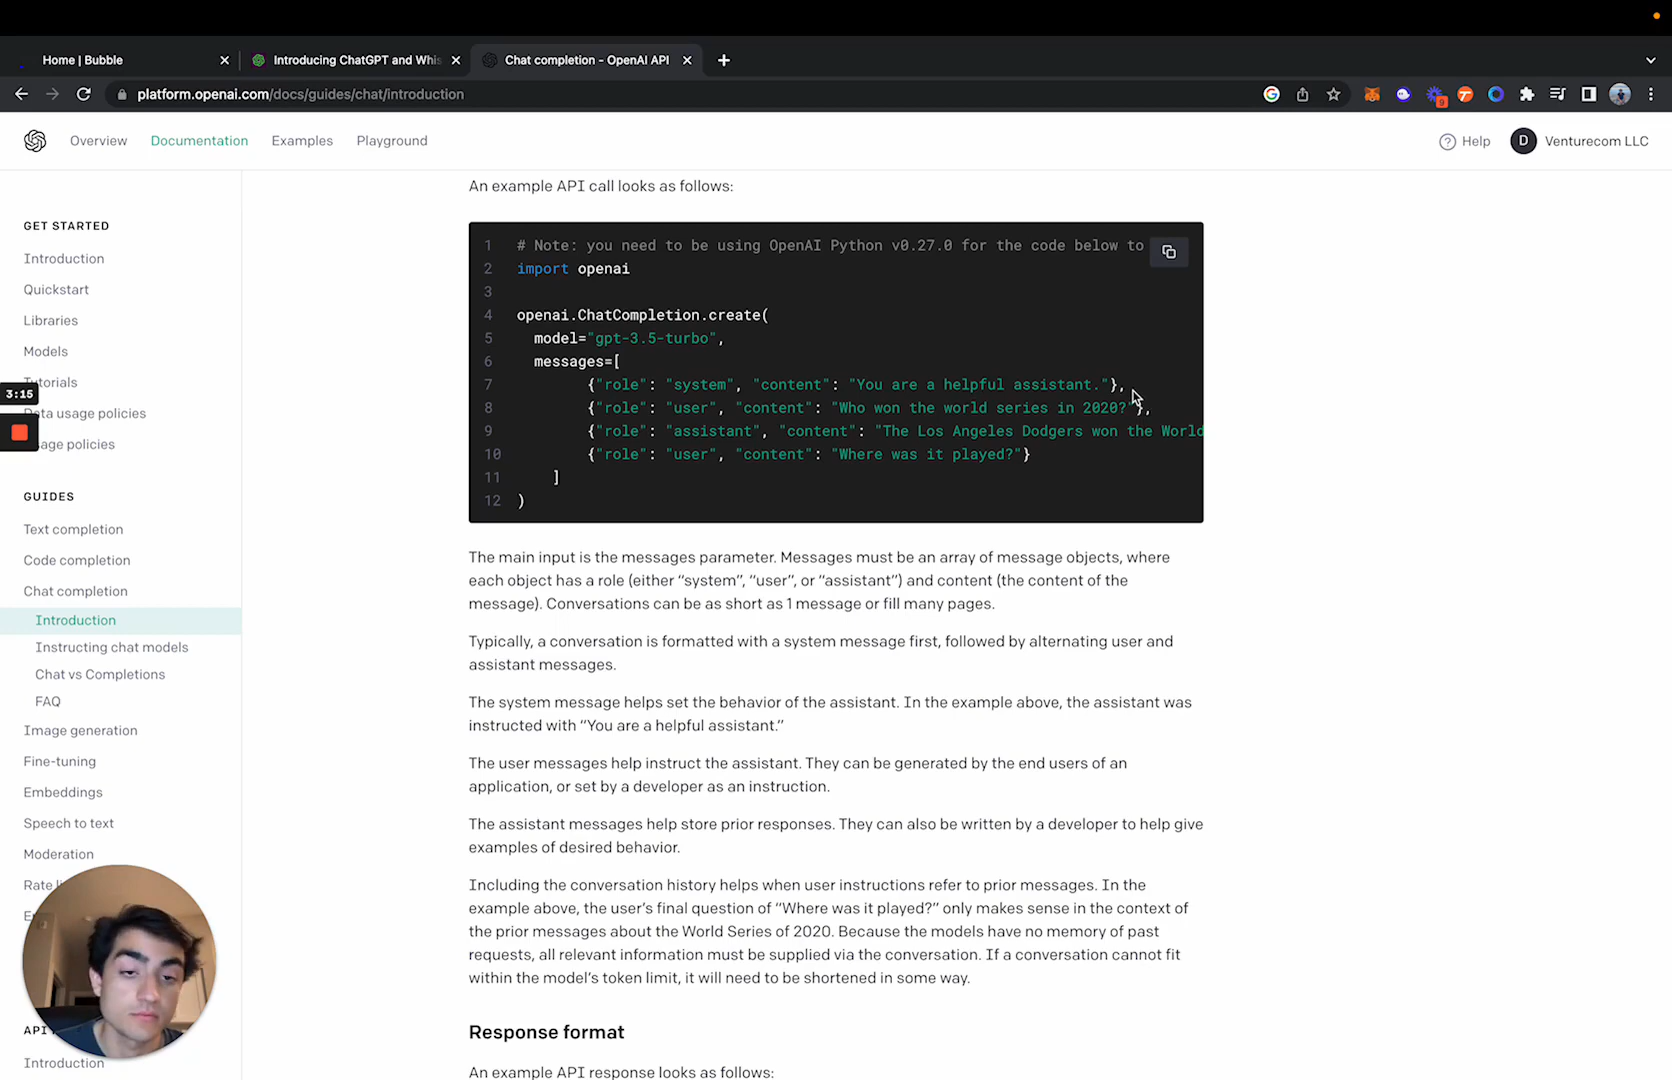 Home | Bubble
Introducing ChatGPT and Whis
Chat completion - OpenAI API
platform.openai.com/docs/guides/chat/introduction
9
Overview
Documentation
Examples
Playground
Help
D
Venturecom LLC
GET STARTED
Introduction
Quickstart
Libraries
Models
Tutorials
3:15
Data usage policies
sage policies
GUIDES
Text completion
Code completion
Chat completion
Introduction
Instructing chat models
Chat vs Completions
FAQ
Image generation
Fine-tuning
Embeddings
Speech to text
Moderation
Rate li
E
API
Introduction
An example API call looks as follows:
1 # Note: you need to be using OpenAI Python v0.27.0 for the code below to
2 import openai
3
4 openai.ChatCompletion.create(
5 model="gpt-3.5-turbo",
6 messages=[
7 {"role": "system", "content": "You are a helpful assistant."},
8 {"role": "user", "content": "Who won the world series in 2020?"},
9 {"role": "assistant", "content": "The Los Angeles Dodgers won the World
10 {"role": "user", "content": "Where was it played?"}
11 ]
12 )
The main input is the messages parameter. Messages must be an array of message objects, where
each object has a role (either “system”, “user”, or “assistant”) and content (the content of the
message). Conversations can be as short as 1 message or fill many pages.
Typically, a conversation is formatted with a system message first, followed by alternating user and
assistant messages.
The system message helps set the behavior of the assistant. In the example above, the assistant was
instructed with “You are a helpful assistant.”
The user messages help instruct the assistant. They can be generated by the end users of an
application, or set by a developer as an instruction.
The assistant messages help store prior responses. They can also be written by a developer to help give
examples of desired behavior.
Including the conversation history helps when user instructions refer to prior messages. In the
example above, the user’s final question of “Where was it played?” only makes sense in the context of
the prior messages about the World Series of 2020. Because the models have no memory of past
requests, all relevant information must be supplied via the conversation. If a conversation cannot fit
within the model’s token limit, it will need to be shortened in some way.
Response format
An example API response looks as follows: